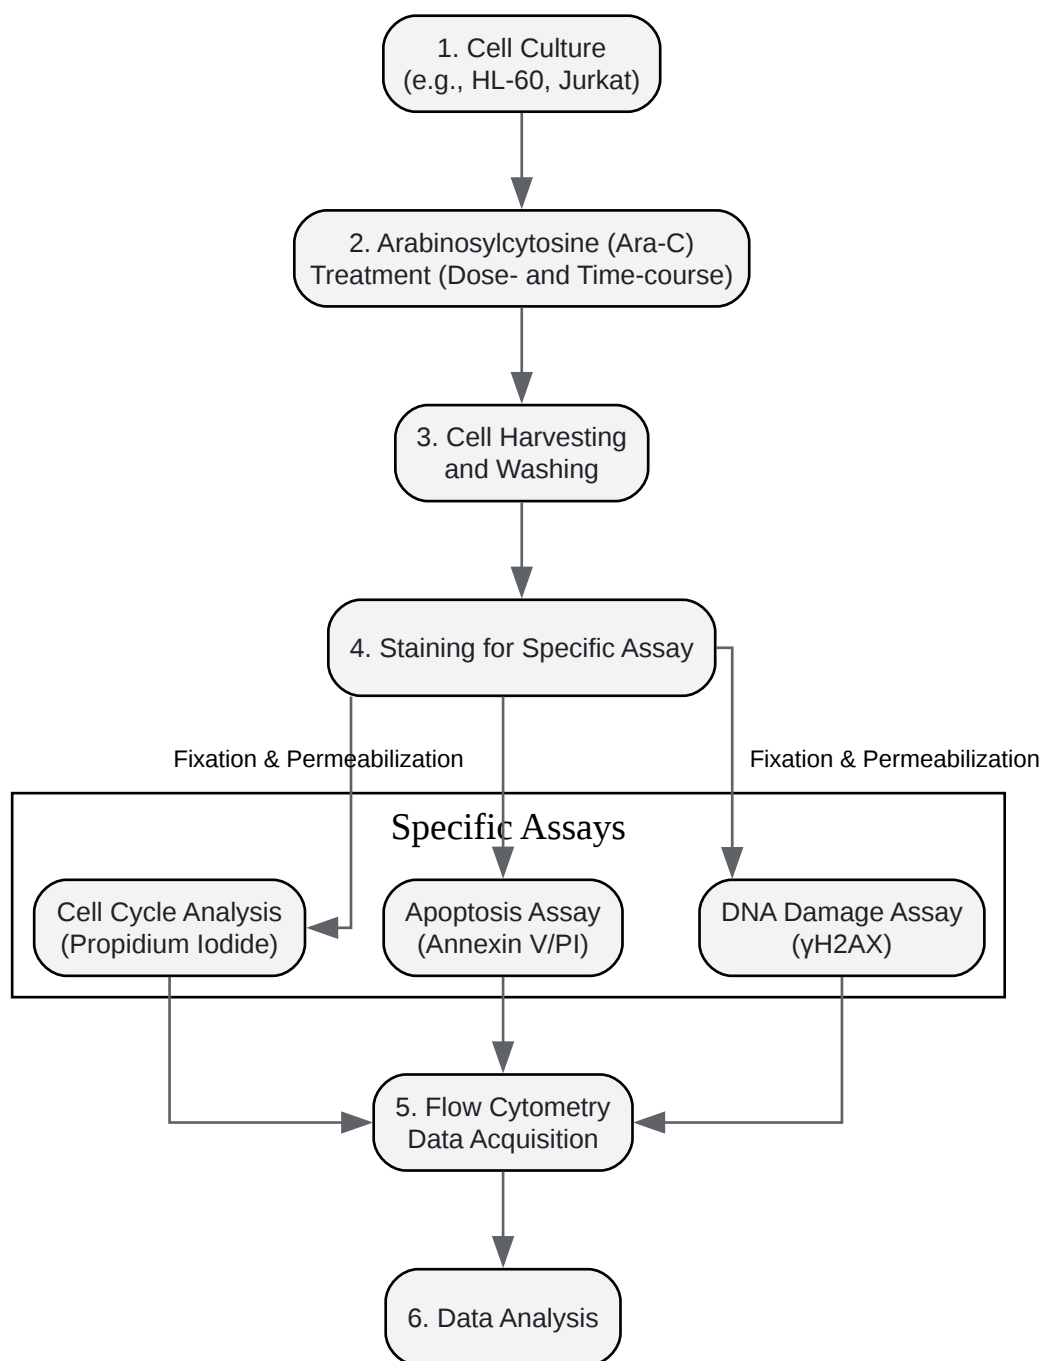 1. Cell Culture
(e.g., HL-60, Jurkat)
2. Arabinosylcytosine (Ara-C)
Treatment (Dose- and Time-course)
3. Cell Harvesting
and Washing
4. Staining for Specific Assay
Fixation & Permeabilization
Fixation & Permeabilization
Specific Assays
Cell Cycle Analysis
(Propidium Iodide)
Apoptosis Assay
(Annexin V/PI)
DNA Damage Assay
(γH2AX)
5. Flow Cytometry
Data Acquisition
6. Data Analysis